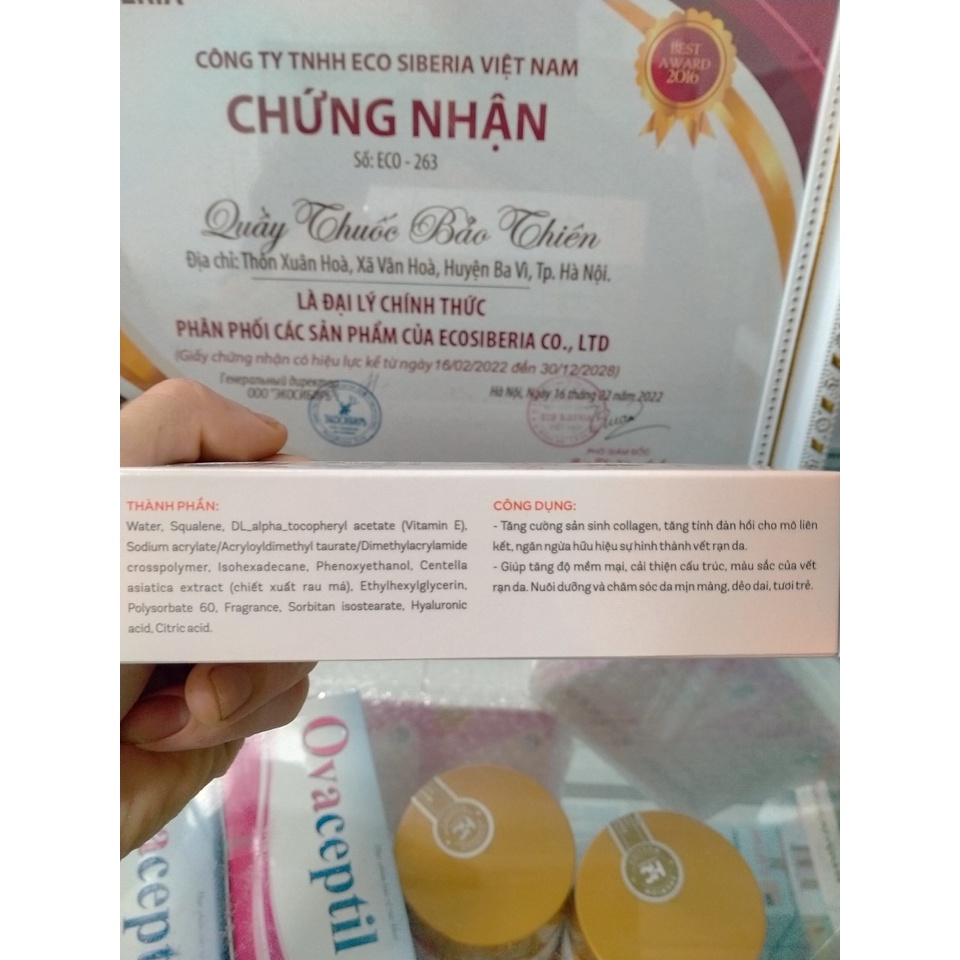 CÔNG TY TNHH ECO SIBERIA VIỆT NAM
BEST
AWARD
2016
CHỨNG NHẬN
Số: ECO - 263
Quầy Thuốc Bảo Thiên
Địa chỉ: Thôn Xuân Hoà, Xã Vân Hoà, Huyện Ba Vì, Tp. Hà Nội.
LÀ ĐẠI LÝ CHÍNH THỨC
PHÂN PHỐI CÁC SẢN PHẨM CỦA ECOSIBERIA CO., LTD
(Giấy chứng nhận có hiệu lực kể từ ngày 16/02/2022 đến 30/12/2028)
Генеральный директор
ООО "ЭКОСИБИРЬ"
Hà Nội, Ngày 16 tháng 02 năm 2022
PHÓ GIÁM ĐỐC
THÀNH PHẦN:
Water, Squalene, DL_alpha_tocopheryl acetate (Vitamin E),
Sodium acrylate/Acryloyldimethyl taurate/Dimethylacrylamide
crosspolymer, Isohexadecane, Phenoxyethanol, Centella
asiatica extract (chiết xuất rau má), Ethylhexylglycerin,
Polysorbate 60, Fragrance, Sorbitan isostearate, Hyaluronic
acid, Citric acid.
CÔNG DỤNG:
- Tăng cường sản sinh collagen, tăng tính đàn hồi cho mô liên
kết, ngăn ngừa hữu hiệu sự hình thành vết rạn da.
- Giúp tăng độ mềm mại, cải thiện cấu trúc, màu sắc của vết
rạn da. Nuôi dưỡng và chăm sóc da mịn màng, dẻo dai, tươi trẻ.
Ovaceptil
aceptil